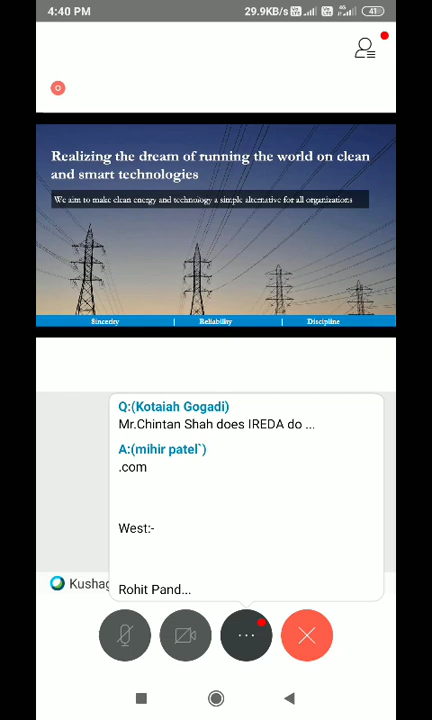 4:40 PM
29.9KB/s
4G
41
Realizing the dream of running the world on clean
and smart technologies
We aim to make clean energy and technology a simple alternative for all organizations
Sincerity | Reliability | Discipline
Q:(Kotaiah Gogadi)
Mr.Chintan Shah does IREDA do ...
A:(mihir patel`)
.com
West:-
Rohit Pand...
Kushag